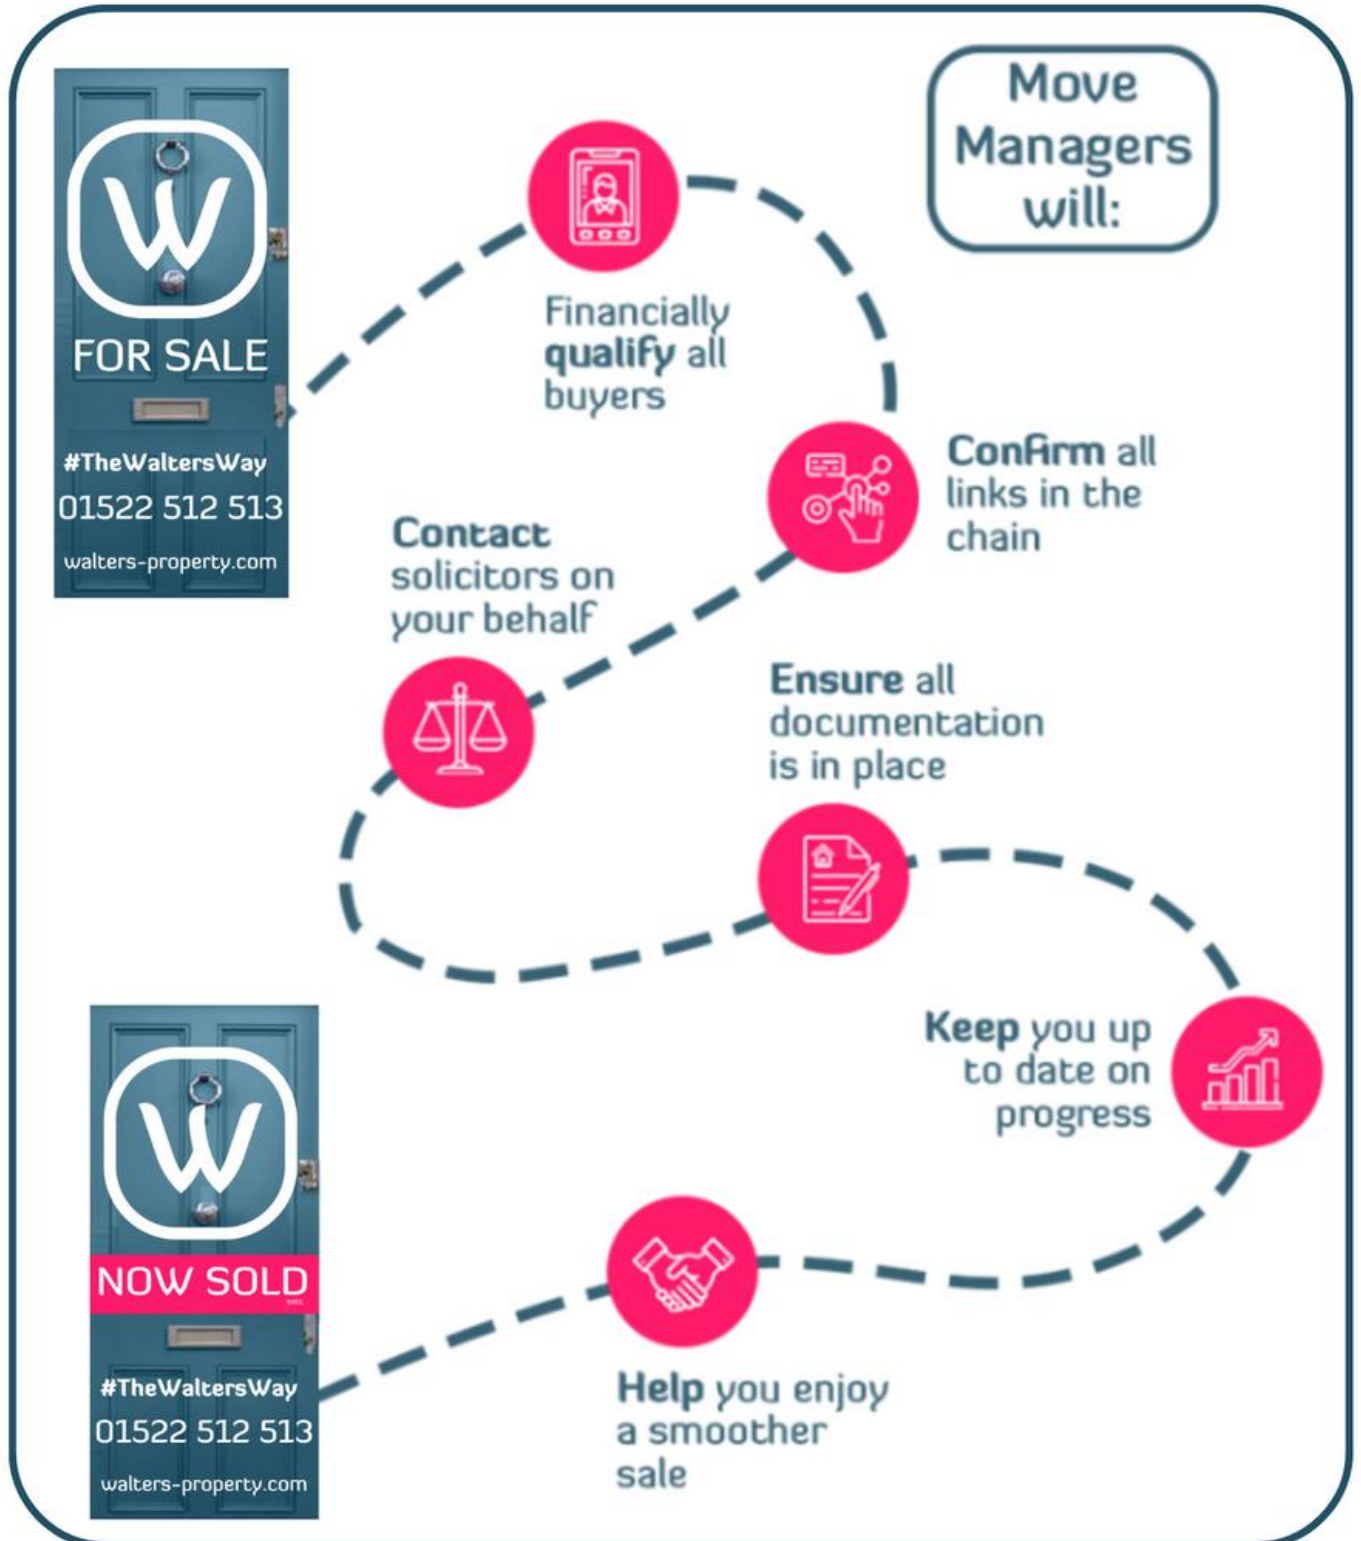 Move
Managers
will:
W
FOR SALE
#TheWaltersWay
01522 512 513
walters-property.com
Financially
qualify all
buyers
Confirm all
links in the
chain
Contact
solicitors on
your behalf
Ensure all
documentation
is in place
Keep you up
to date on
progress
Help you enjoy
a smoother
sale
W
NOW SOLD
#TheWaltersWay
01522 512 513
walters-property.com